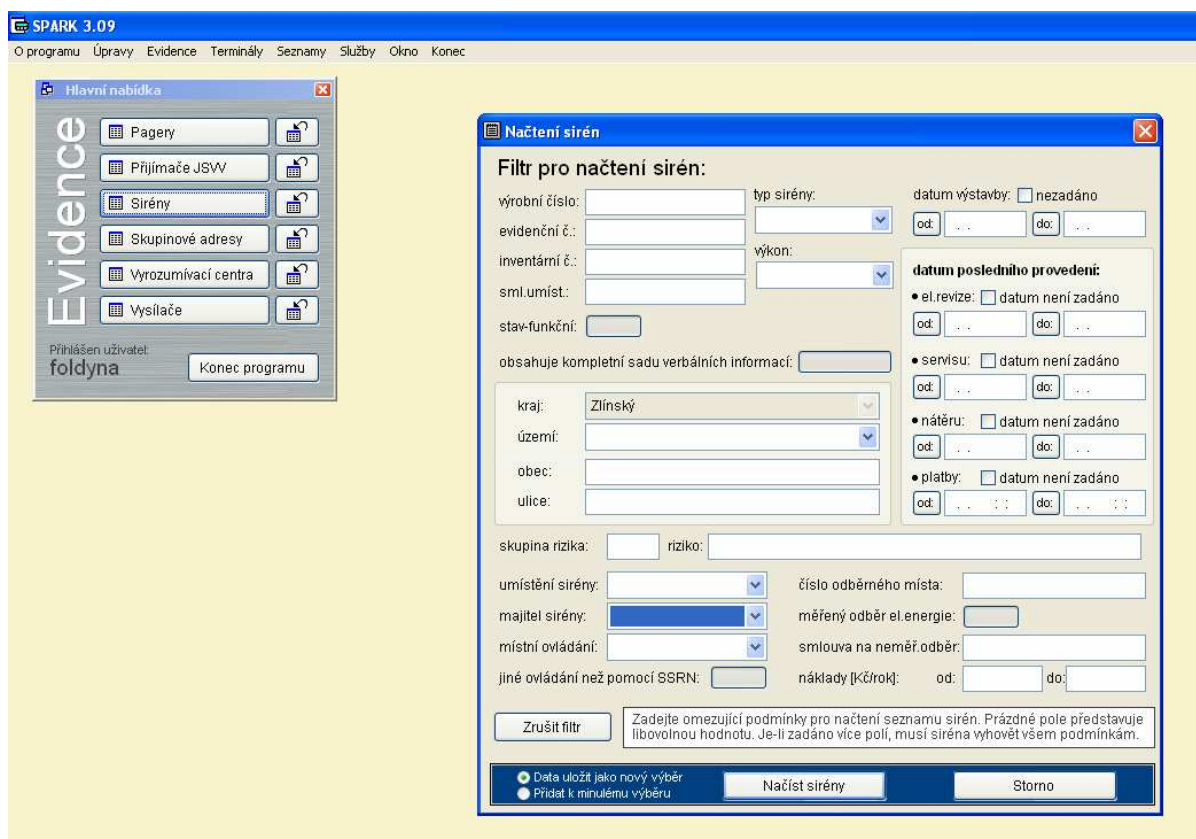 SPARK 3.09
O programu Úpravy Evidence Terminály Seznamy Služby Okno Konec
Hlavní nabídka
Evidence
Pagery
Přijímače JSVV
Sirény
Skupinové adresy
Vyrozumívací centra
Vysílače
Přihlášen uživatel:
foldyna
Konec programu
Načtení sirén
Filtr pro načtení sirén:
výrobní číslo:
evidenční č.:
inventární č.:
sml.umíst.:
typ sirény:
výkon:
stav-funkční:
obsahuje kompletní sadu verbálních informací:
datum výstavby: nezadáno
od: . . do: . .
datum posledního provedení:
• el.revize: datum není zadáno
od: . . do: . .
• servisu: datum není zadáno
od: . . do: . .
• nátěru: datum není zadáno
od: . . do: . .
• platby: datum není zadáno
od: . . : : do: . . : :
kraj: Zlínský
území:
obec:
ulice:
skupina rizika: riziko:
umístění sirény:
majitel sirény:
místní ovládání:
jiné ovládání než pomocí SSRN:
číslo odběrného místa:
měřený odběr el.energie:
smlouva na neměř.odběr:
náklady [Kč/rok]: od: do:
Zrušit filtr
Zadejte omezující podmínky pro načtení seznamu sirén. Prázdné pole představuje
libovolnou hodnotu. Je-li zadáno více polí, musí siréna vyhovět všem podmínkám.
Data uložit jako nový výběr
Přidat k minulému výběru
Načíst sirény
Storno